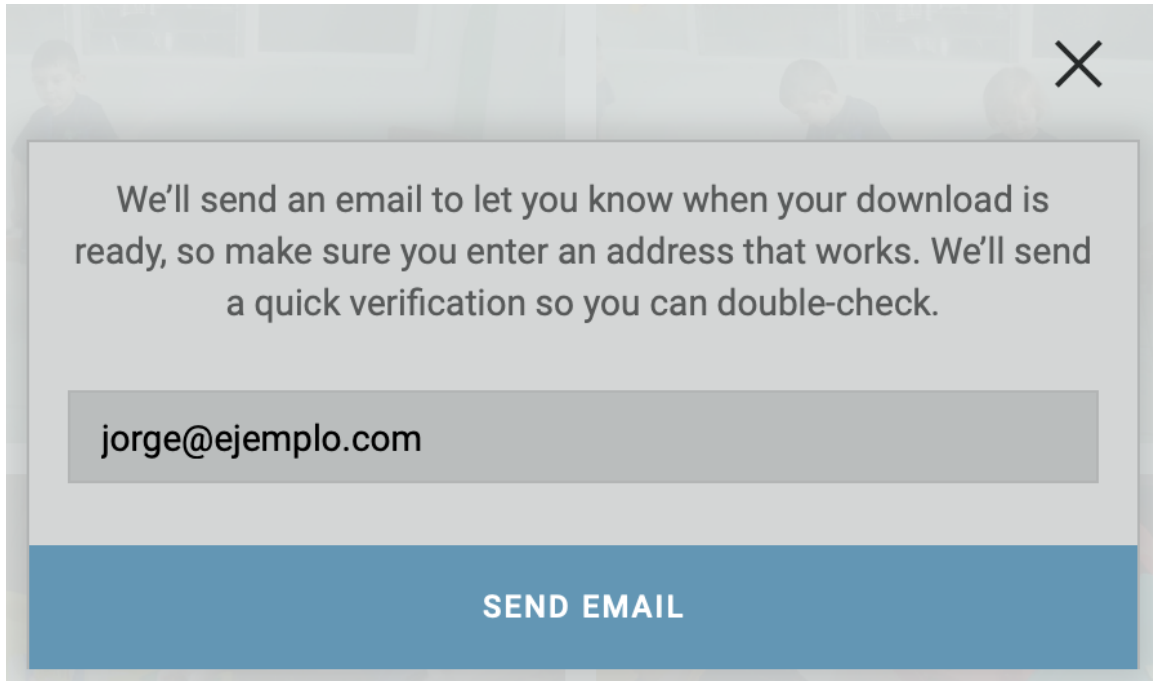 We’ll send an email to let you know when your download is
ready, so make sure you enter an address that works. We’ll send
a quick verification so you can double-check.
jorge@ejemplo.com
SEND EMAIL